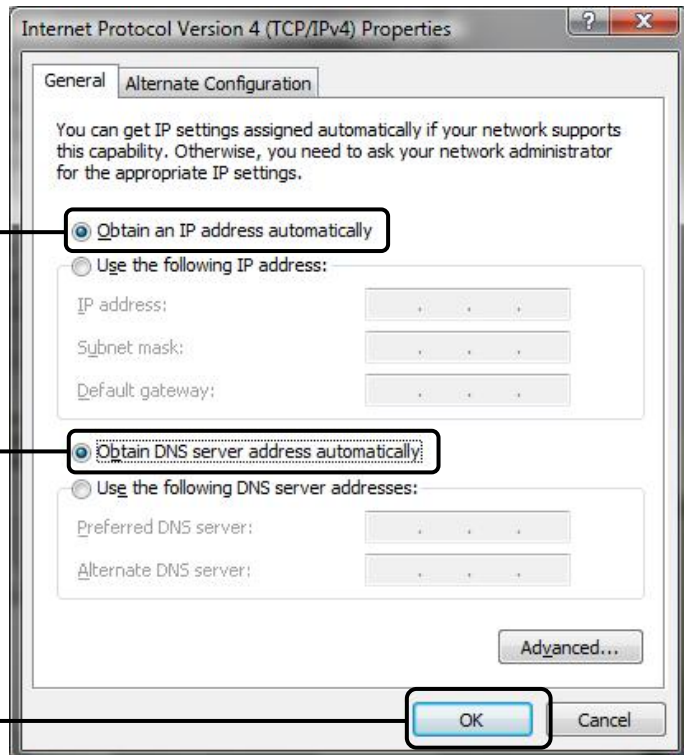 Internet Protocol Version 4 (TCP/IPv4) Properties
?
X
General
Alternate Configuration
You can get IP settings assigned automatically if your network supports
this capability. Otherwise, you need to ask your network administrator
for the appropriate IP settings.
Obtain an IP address automatically
Use the following IP address:
IP address:
. . .
Subnet mask:
. . .
Default gateway:
. . .
Obtain DNS server address automatically
Use the following DNS server addresses:
Preferred DNS server:
. . .
Alternate DNS server:
. . .
Advanced...
OK
Cancel